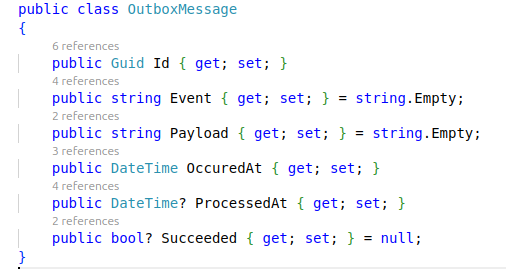 public class OutboxMessage
{
6 references
public Guid Id { get; set; }
4 references
public string Event { get; set; } = string.Empty;
2 references
public string Payload { get; set; } = string.Empty;
3 references
public DateTime OccuredAt { get; set; }
4 references
public DateTime? ProcessedAt { get; set; }
2 references
public bool? Succeeded { get; set; } = null;
}